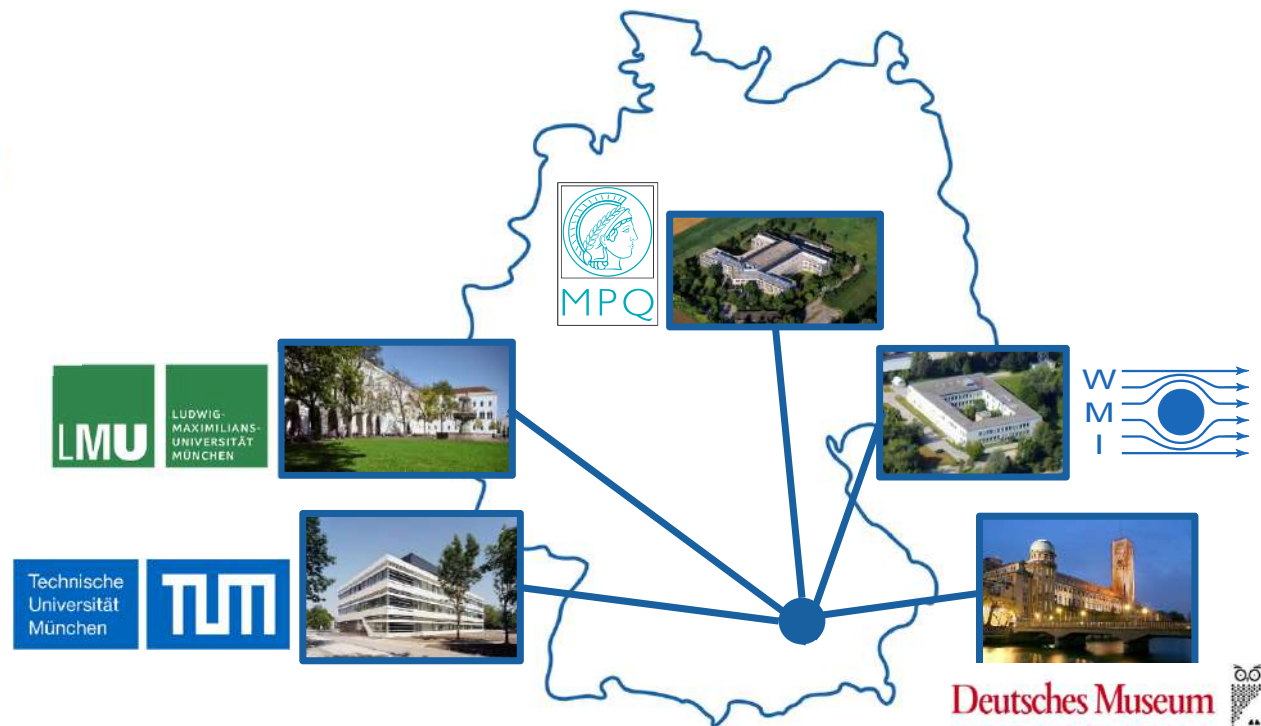 MPQ
LMU
LUDWIG-
MAXIMILIANS-
UNIVERSITÄT
MÜNCHEN
W
M
I
Technische
Universität
München
TUM
Deutsches Museum